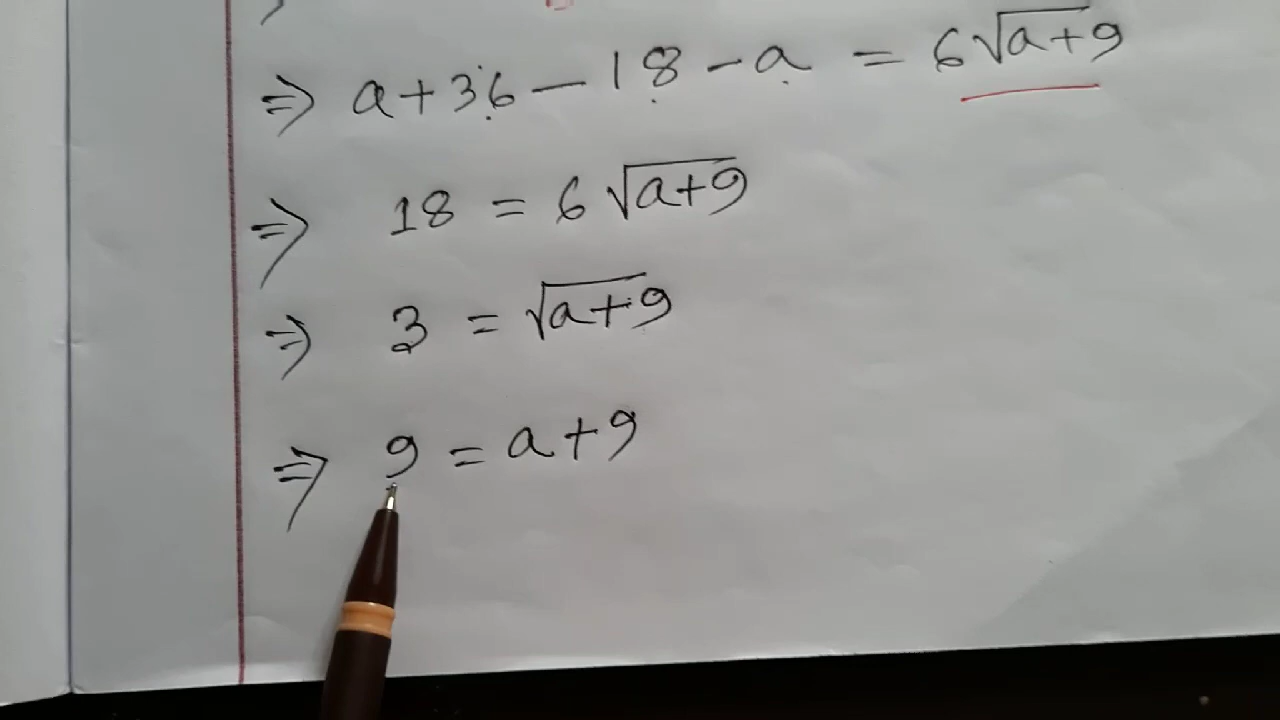 ⇒ a+36−18−a = 6√(a+9)
⇒ 18 = 6√(a+9)
⇒ 3 = √(a+9)
⇒ 9 = a+9